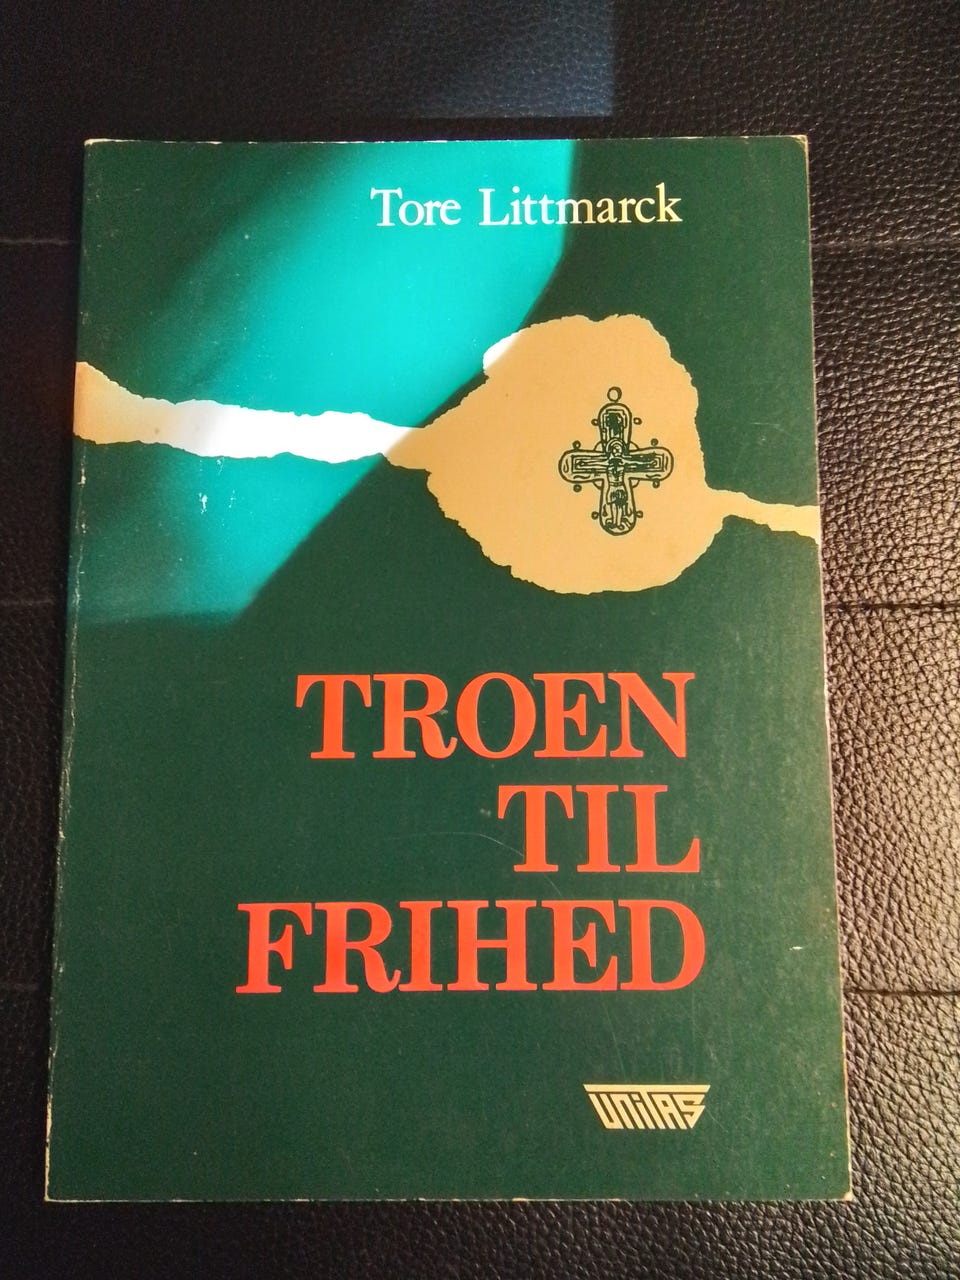 Tore Littmarck
TROEN
TIL
FRIHED
UNITAS